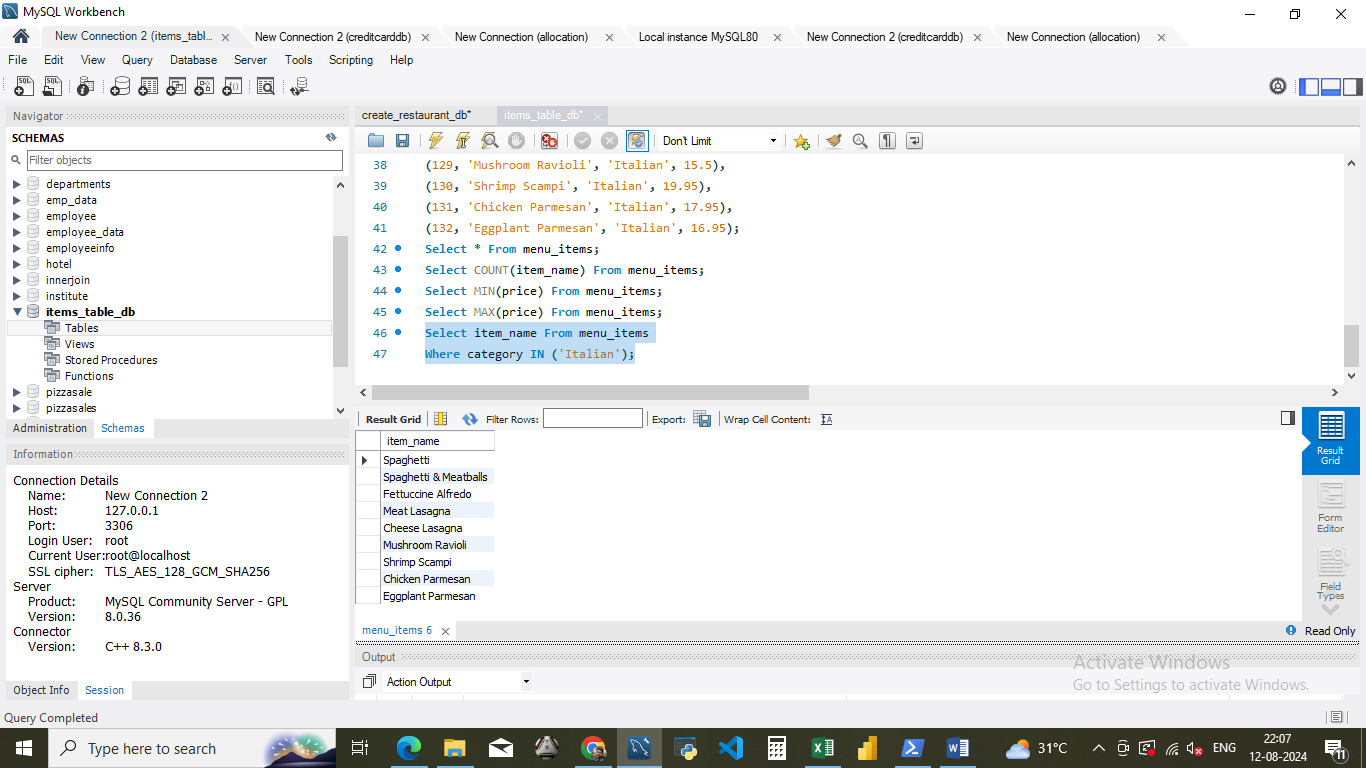 MySQL Workbench
New Connection 2 (items_tabl... New Connection 2 (creditcarddb) New Connection (allocation) Local instance MySQL80 New Connection 2 (creditcarddb) New Connection (allocation)
File Edit View Query Database Server Tools Scripting Help
Navigator
SCHEMAS
Filter objects
departments
emp_data
employee
employee_data
employeeinfo
hotel
innerjoin
institute
items_table_db
Tables
Views
Stored Procedures
Functions
pizzasale
pizzasales
Administration Schemas
Information
Connection Details
Name: New Connection 2
Host: 127.0.0.1
Port: 3306
Login User: root
Current User:root@localhost
SSL cipher: TLS_AES_128_GCM_SHA256
Server
Product: MySQL Community Server - GPL
Version: 8.0.36
Connector
Version: C++ 8.3.0
Object Info Session
create_restaurant_db* items_table_db*
Don't Limit
38 (129, 'Mushroom Ravioli', 'Italian', 15.5),
39 (130, 'Shrimp Scampi', 'Italian', 19.95),
40 (131, 'Chicken Parmesan', 'Italian', 17.95),
41 (132, 'Eggplant Parmesan', 'Italian', 16.95);
42 Select * From menu_items;
43 Select COUNT(item_name) From menu_items;
44 Select MIN(price) From menu_items;
45 Select MAX(price) From menu_items;
46 Select item_name From menu_items
47 Where category IN ('Italian');
Result Grid Filter Rows: Export: Wrap Cell Content:
item_name
Spaghetti
Spaghetti & Meatballs
Fettuccine Alfredo
Meat Lasagna
Cheese Lasagna
Mushroom Ravioli
Shrimp Scampi
Chicken Parmesan
Eggplant Parmesan
Result
Grid
Form
Editor
Field
Types
menu_items 6 Read Only
Output
Action Output
Activate Windows
Go to Settings to activate Windows.
Query Completed
Type here to search
31°C ENG 22:07
12-08-2024
11